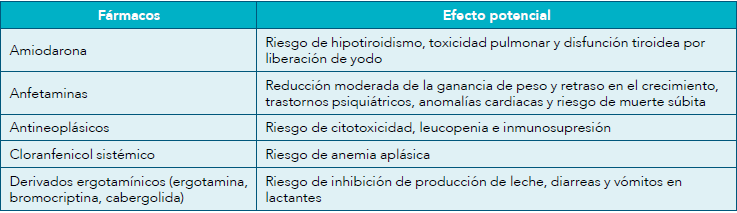 Fármacos
Efecto potencial
Amiodarona
Riesgo de hipotiroidismo, toxicidad pulmonar y disfunción tiroidea por
liberación de yodo
Anfetaminas
Reducción moderada de la ganancia de peso y retraso en el crecimiento,
trastornos psiquiátricos, anomalías cardiacas y riesgo de muerte súbita
Antineoplásicos
Riesgo de citotoxicidad, leucopenia e inmunosupresión
Cloranfenicol sistémico
Riesgo de anemia aplásica
Derivados ergotamínicos (ergotamina,
bromocriptina, cabergolida)
Riesgo de inhibición de producción de leche, diarreas y vómitos en
lactantes